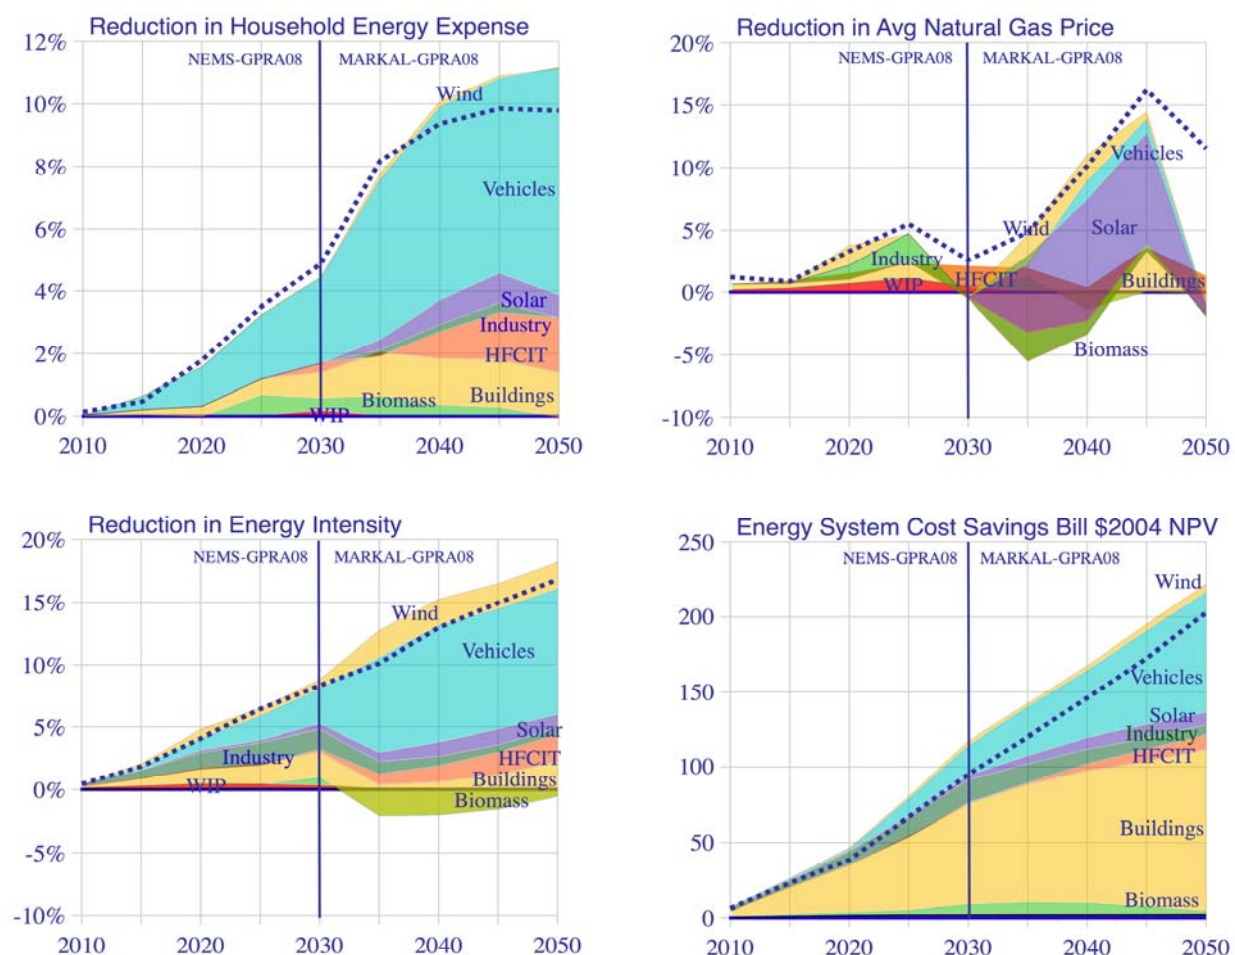 Reduction in Household Energy Expense
12%
NEMS-GPRA08 MARKAL-GPRA08
Wind
10%
8%
Vehicles
6%
4%
Solar
Industry
2%
HFCIT
Biomass
Buildings
WIP
0%
2010 2020 2030 2040 2050
Reduction in Avg Natural Gas Price
20%
NEMS-GPRA08 MARKAL-GPRA08
15%
Vehicles
10%
Wind
Solar
5%
Industry
HFCIT
Buildings
WIP
0%
Biomass
-5%
-10%
2010 2020 2030 2040 2050
Reduction in Energy Intensity
20%
NEMS-GPRA08 MARKAL-GPRA08
15%
Wind
Vehicles
10%
5%
Solar
Industry
HFCIT
Buildings
WIP
0%
Biomass
-5%
-10%
2010 2020 2030 2040 2050
Energy System Cost Savings Bill $2004 NPV
250
NEMS-GPRA08 MARKAL-GPRA08
Wind
200
Vehicles
150
Solar
Industry
HFCIT
100
Buildings
50
Biomass
0
2010 2020 2030 2040 2050